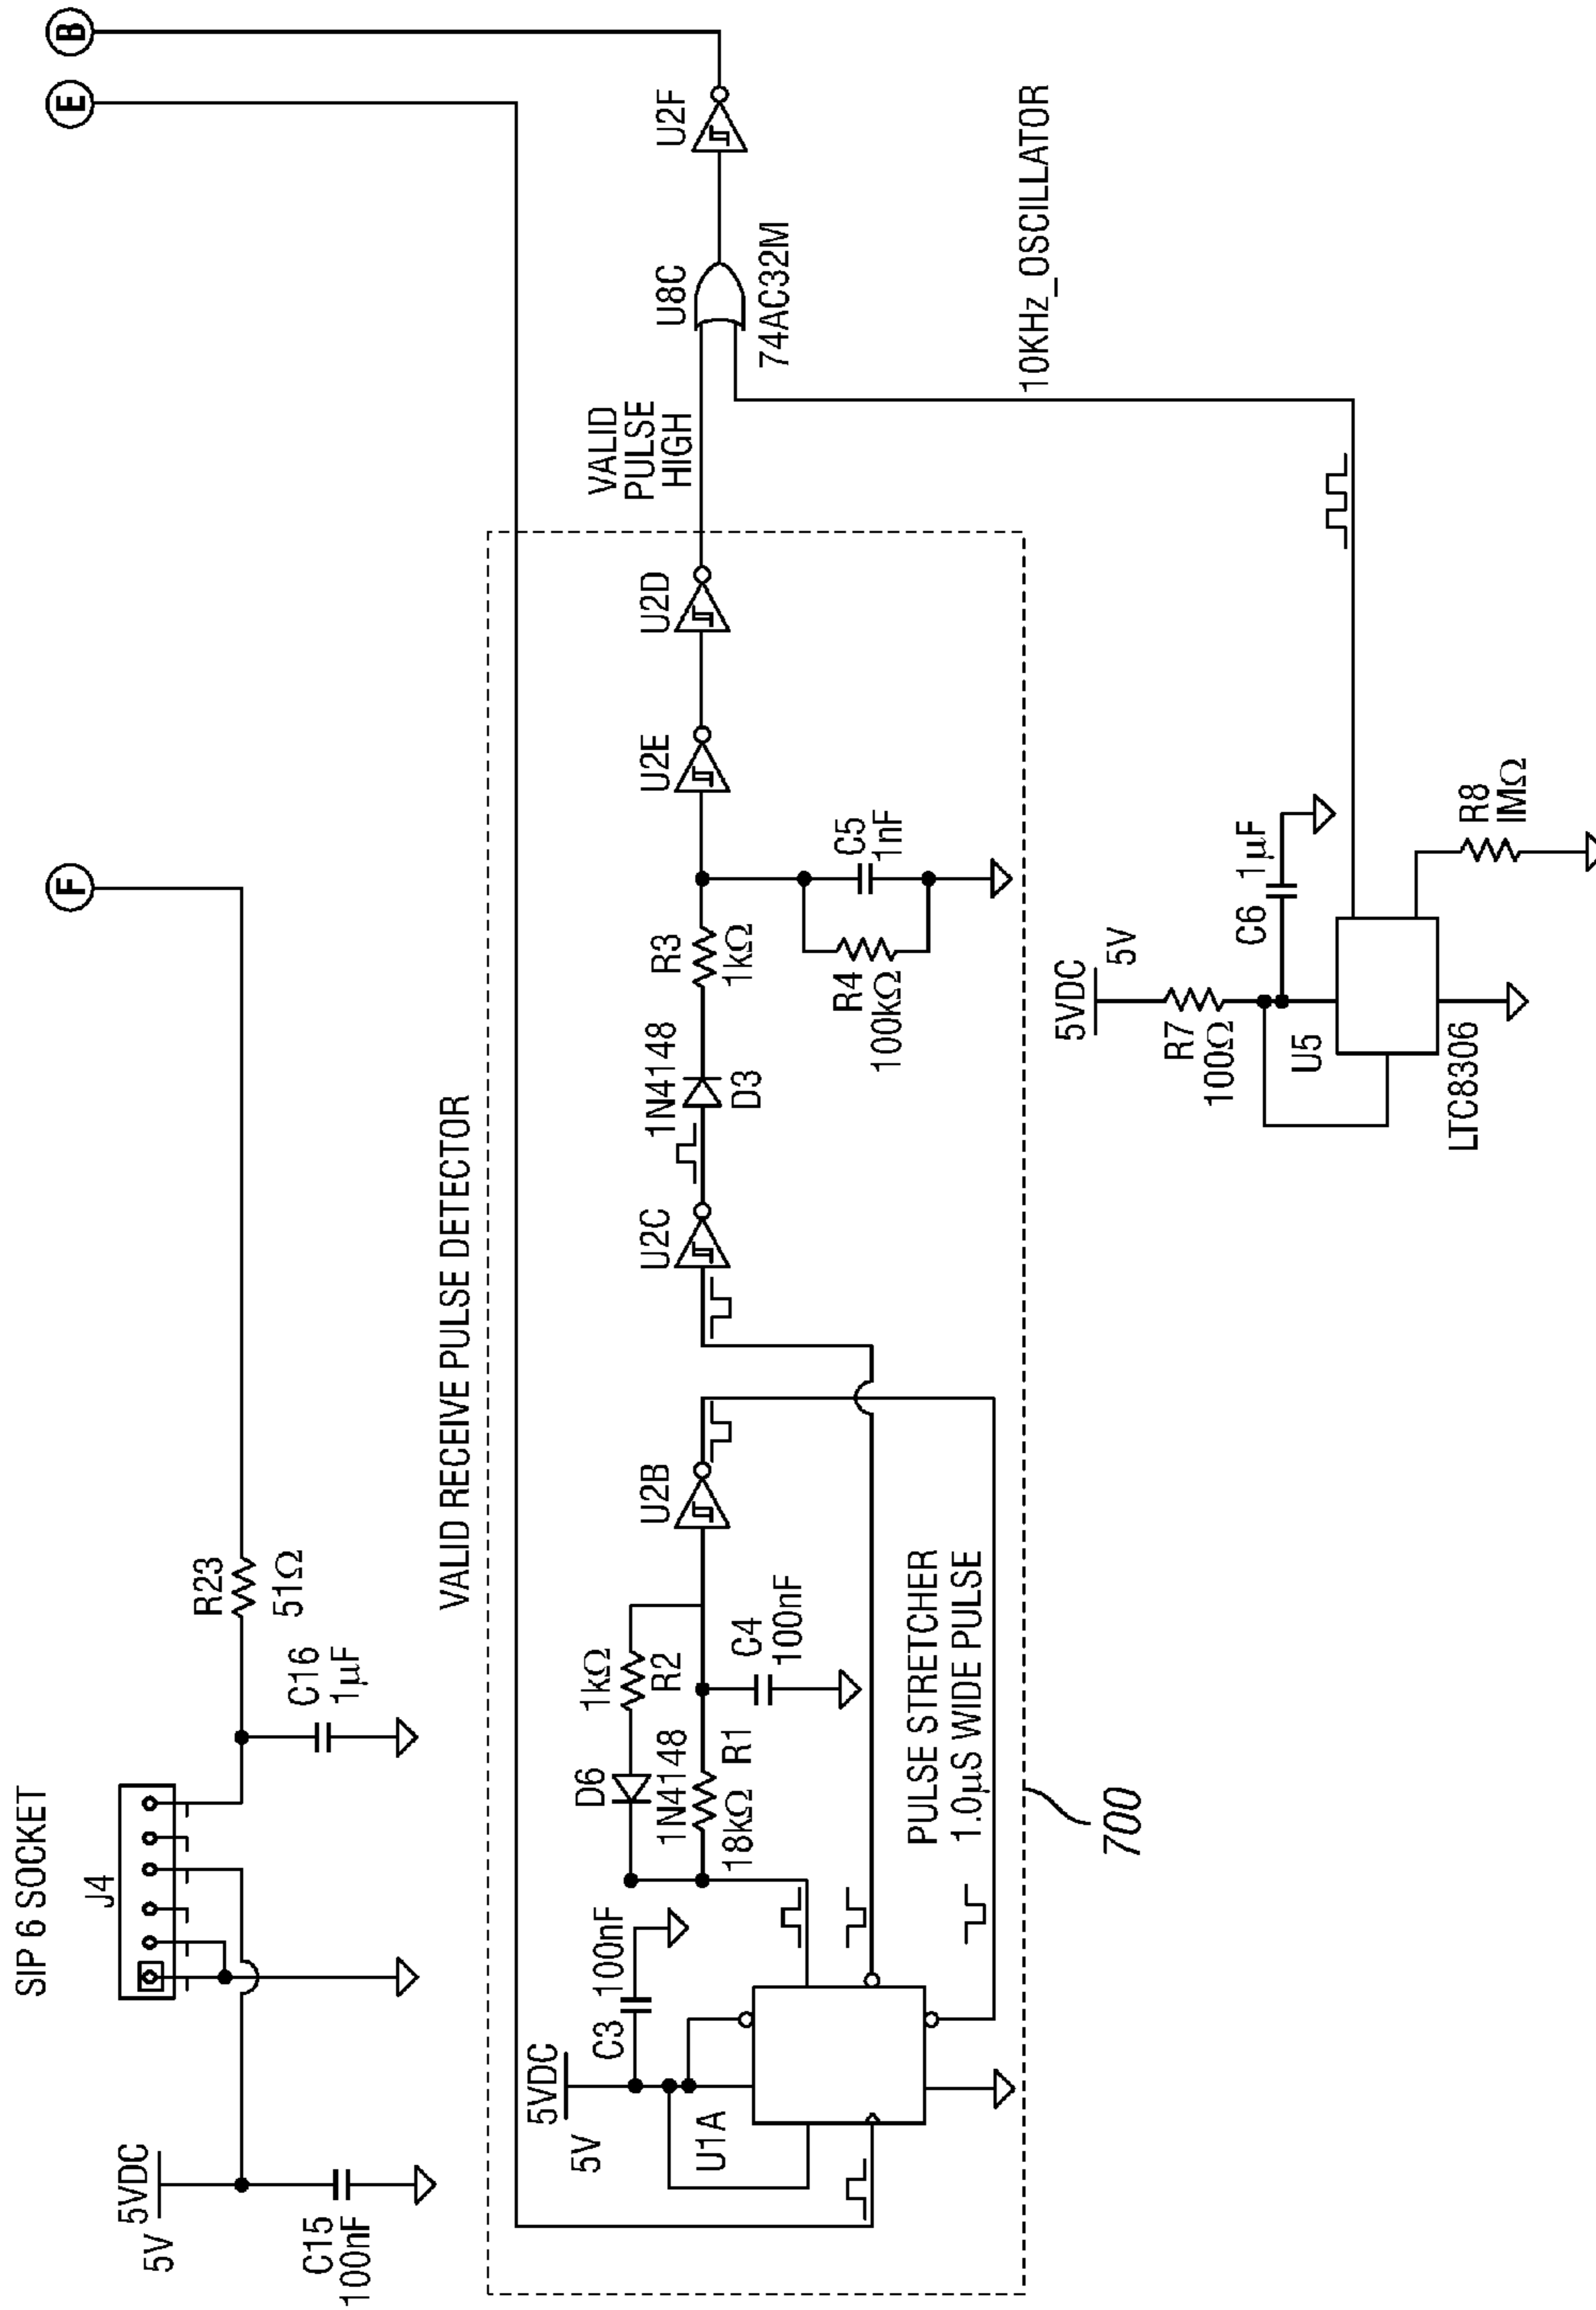 SIP 6 SOCKET
J4
5V
5VDC
C15
100nF
C16
1µF
R23
51Ω
F
E
B
VALID RECEIVE PULSE DETECTOR
5VDC
5V
C3
100nF
U1A
D6
1N4148
1kΩ
R2
18kΩ
R1
C4
100nF
U2B
PULSE STRETCHER
1.0µS WIDE PULSE
700
U2C
1N4148
D3
R3
1kΩ
R4
100kΩ
C5
1nF
U2E
U2D
VALID
PULSE
HIGH
U8C
74AC32M
U2F
10KHz_OSCILLATOR
5VDC
5V
R7
100Ω
C6
1µF
U5
LTC8306
R8
IMΩ